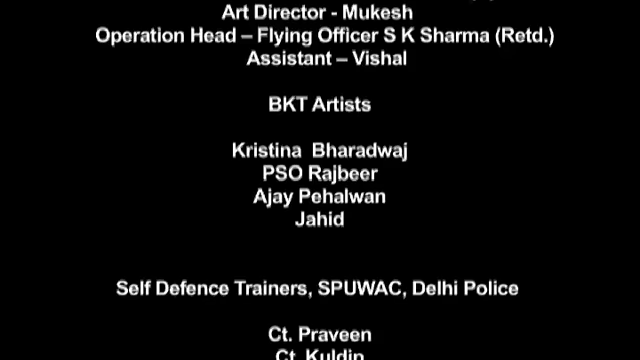 Art Director - Mukesh
Operation Head – Flying Officer S K Sharma (Retd.)
Assistant – Vishal
BKT Artists
Kristina Bharadwaj
PSO Rajbeer
Ajay Pehalwan
Jahid
Self Defence Trainers, SPUWAC, Delhi Police
Ct. Praveen
Ct. Kuldip